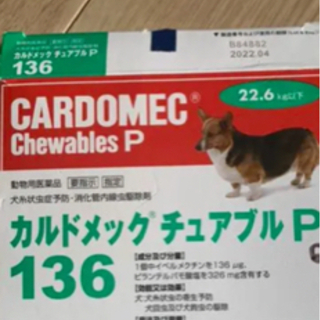 B84882
2022.04
カルドメック チュアブル P
136
CARDOMEC®
Chewables P
22.6kg以下
動物用医薬品 要指示 指定
犬糸状虫症予防・消化管内線虫駆除剤
カルドメック®チュアブル P
136
【成分及び分量】
1個中イベルメクチンを136 μg、
ピランテルパモ酸塩を326 mg含有する
【効能又は効果】
犬:犬糸状虫の寄生予防
犬回虫及び犬鉤虫の駆除